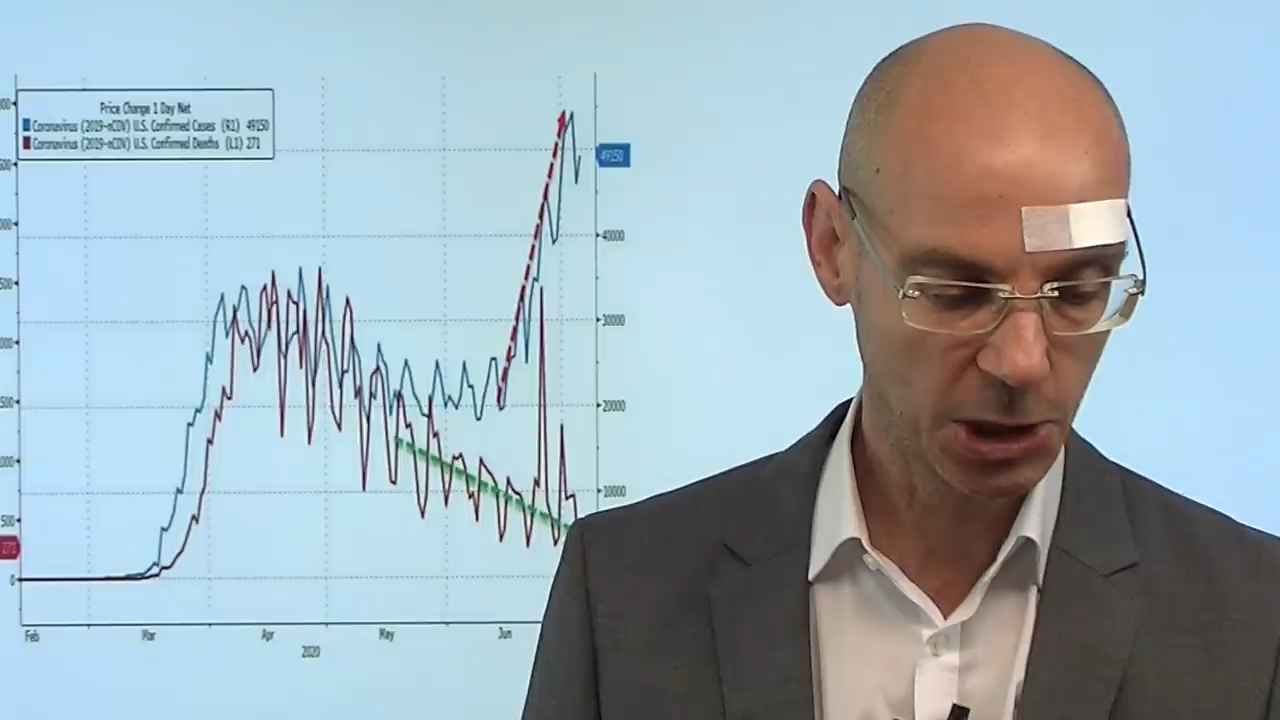 Price Change 1 Day Net
Coronavirus (2019-nCOV) U.S. Confirmed Cases (R1) 49150
Coronavirus (2019-nCOV) U.S. Confirmed Deaths (L1) 271
500
0
271
49150
40000
30000
20000
10000
Feb Mar Apr May Jun
2020